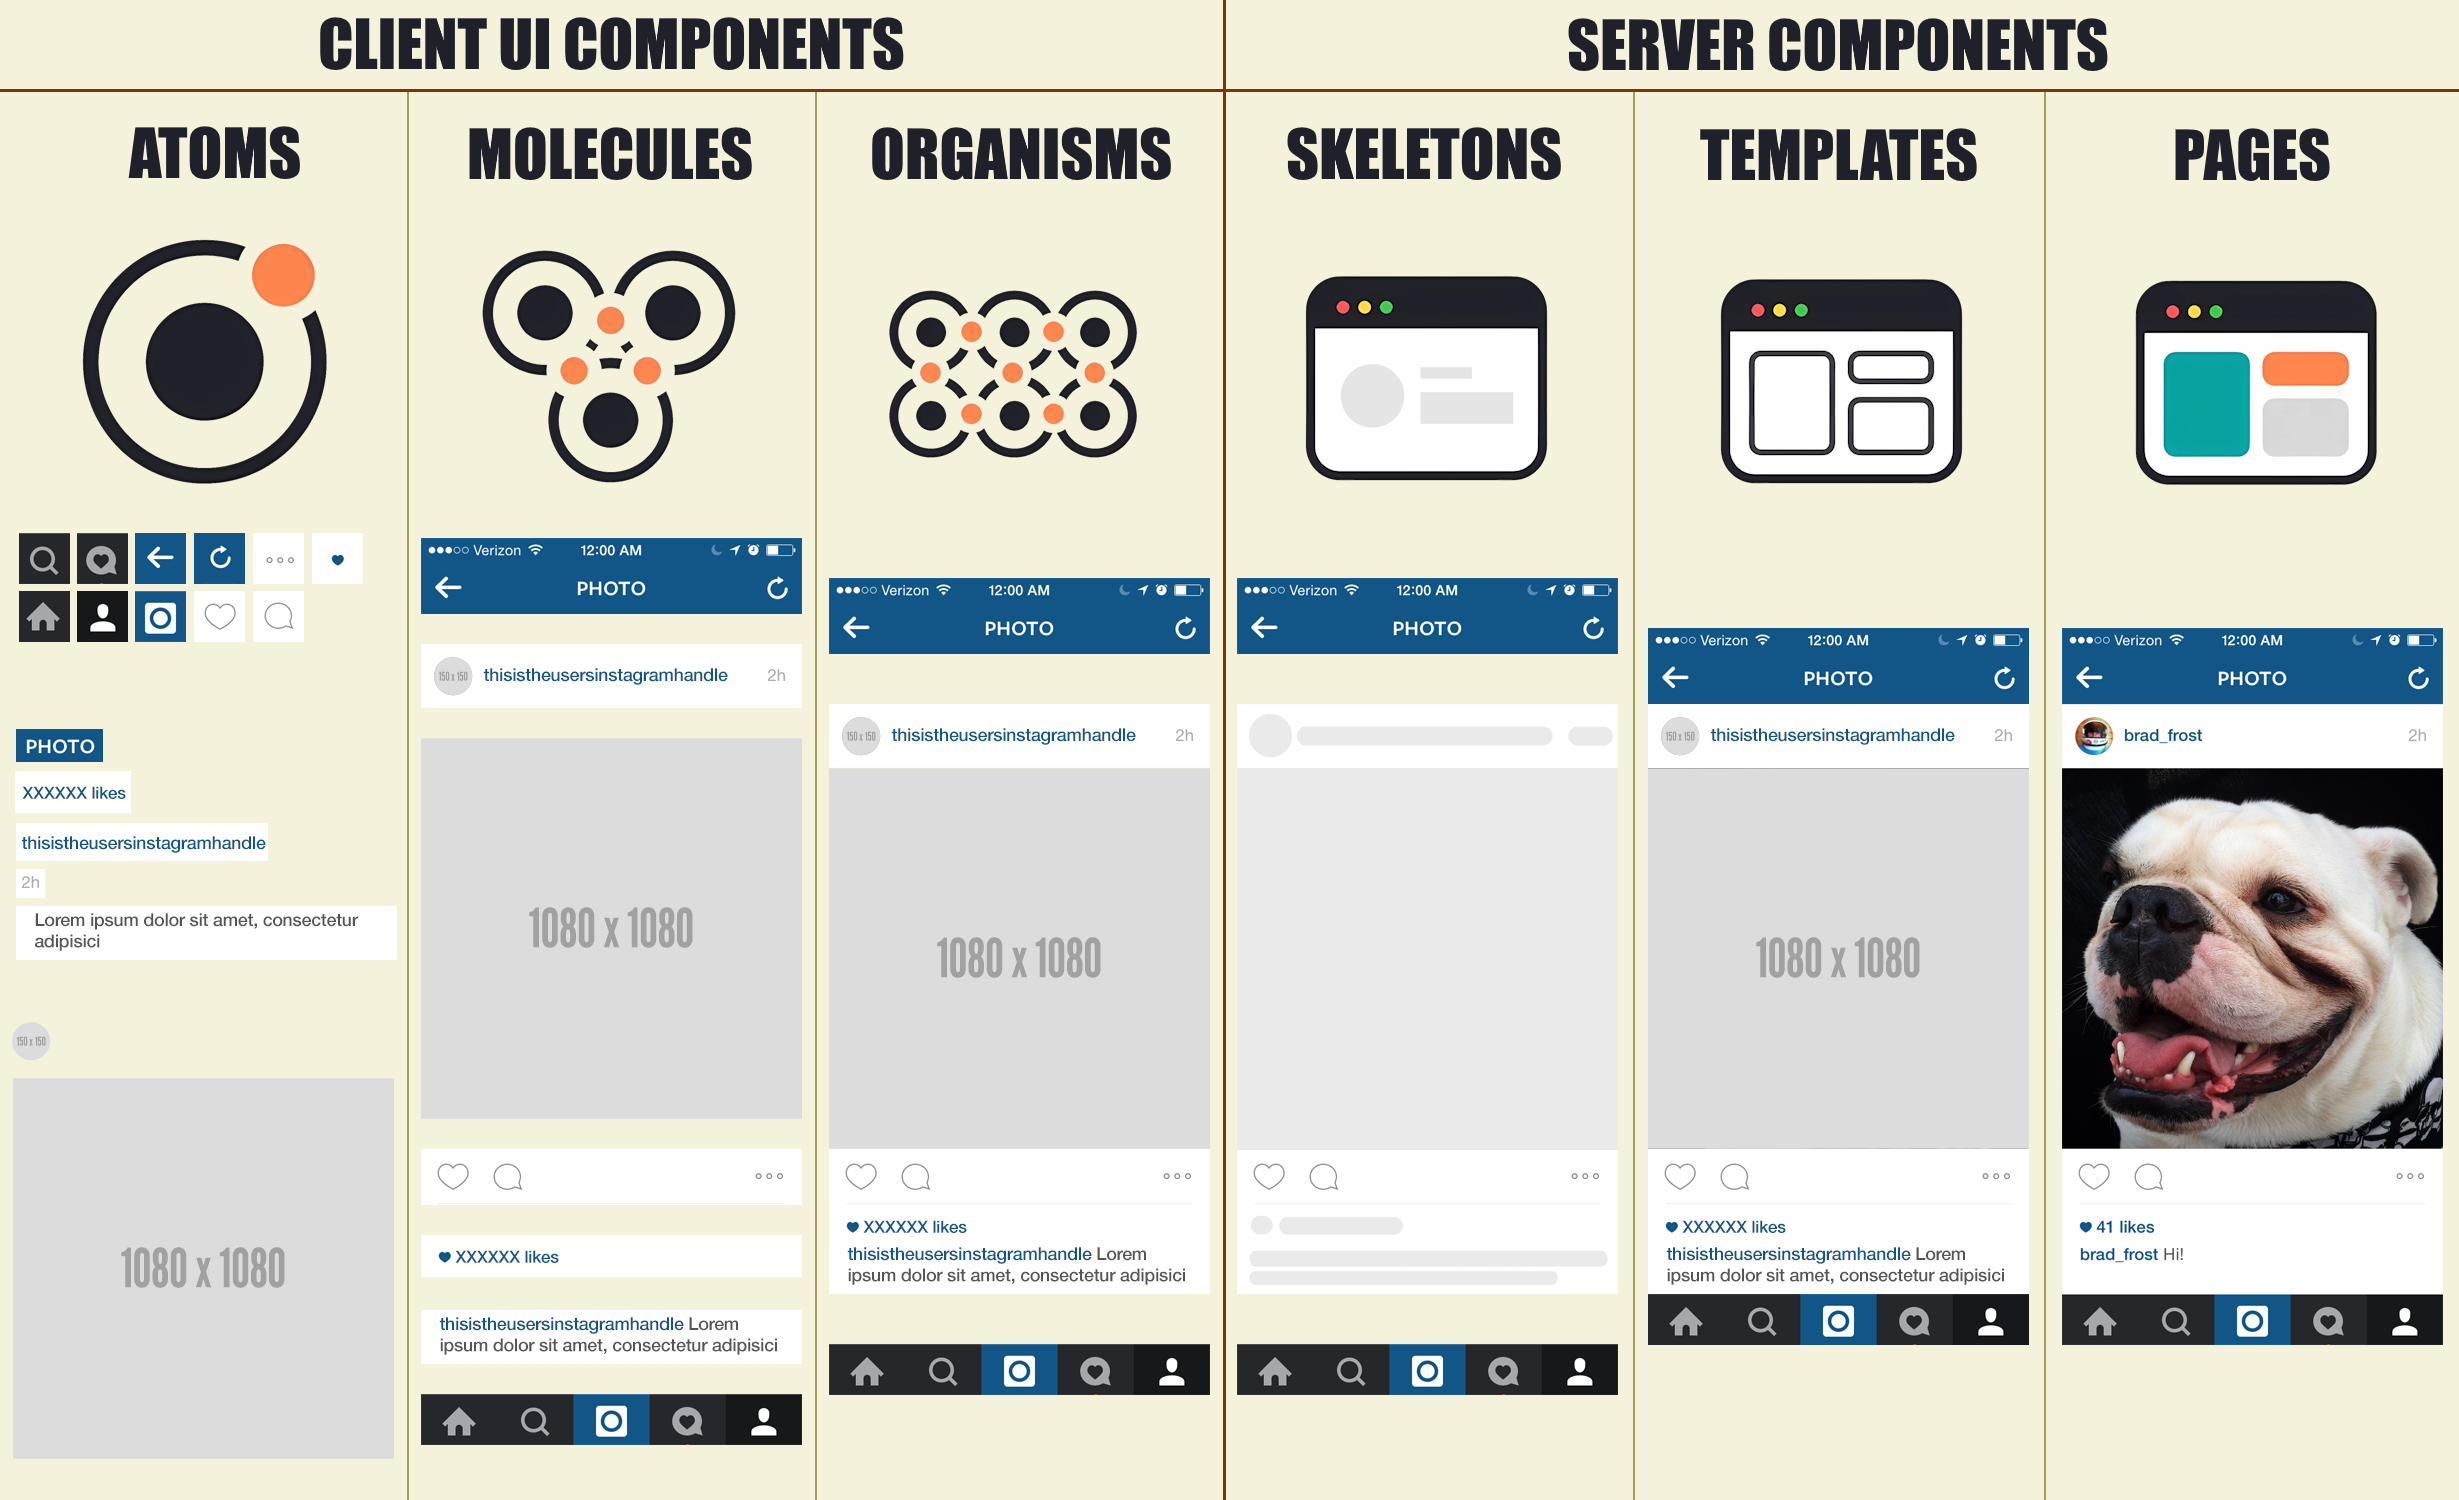 CLIENT UI COMPONENTS
SERVER COMPONENTS
ATOMS
PHOTO
XXXXXX likes
thisistheusersinstagramhandle
2h
Lorem ipsum dolor sit amet, consectetur
adipisici
150 x 150
1080 x 1080
MOLECULES
Verizon 12:00 AM
PHOTO
150 x 150 thisistheusersinstagramhandle 2h
1080 x 1080
XXXXXX likes
thisistheusersinstagramhandle Lorem
ipsum dolor sit amet, consectetur adipisici
ORGANISMS
Verizon 12:00 AM
PHOTO
150 x 150 thisistheusersinstagramhandle 2h
1080 x 1080
XXXXXX likes
thisistheusersinstagramhandle Lorem
ipsum dolor sit amet, consectetur adipisici
SKELETONS
Verizon 12:00 AM
PHOTO
TEMPLATES
Verizon 12:00 AM
PHOTO
150 x 150 thisistheusersinstagramhandle 2h
1080 x 1080
XXXXXX likes
thisistheusersinstagramhandle Lorem
ipsum dolor sit amet, consectetur adipisici
PAGES
Verizon 12:00 AM
PHOTO
brad_frost 2h
41 likes
brad_frost Hi!